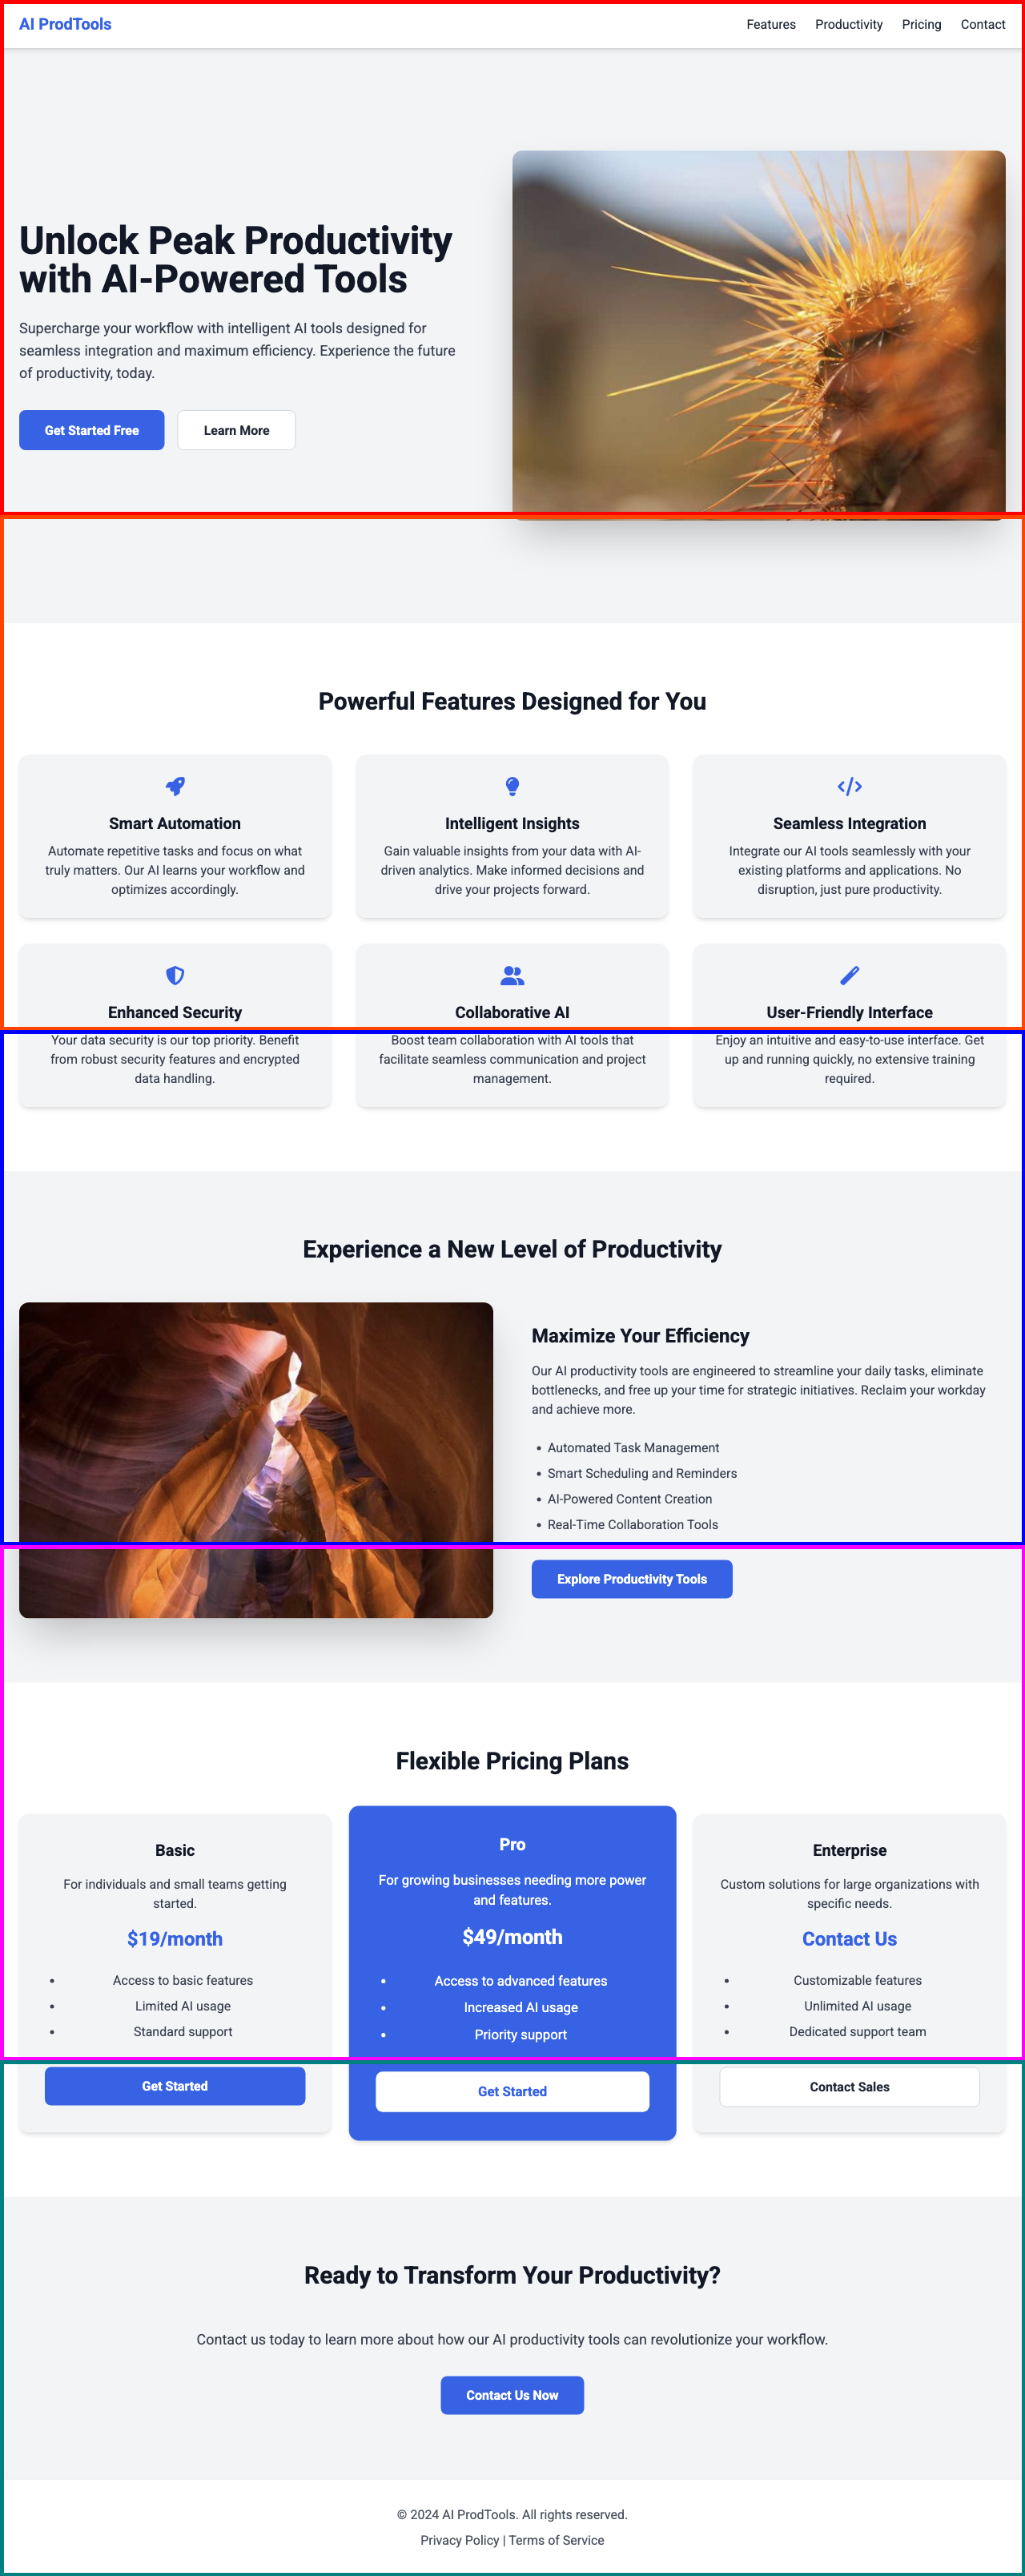 AI ProdTools
Features Productivity Pricing Contact
Unlock Peak Productivity
with AI-Powered Tools
Supercharge your workflow with intelligent AI tools designed for
seamless integration and maximum efficiency. Experience the future
of productivity, today.
Get Started Free
Learn More
Powerful Features Designed for You
Smart Automation
Automate repetitive tasks and focus on what
truly matters. Our AI learns your workflow and
optimizes accordingly.
Intelligent Insights
Gain valuable insights from your data with AI-
driven analytics. Make informed decisions and
drive your projects forward.
Seamless Integration
Integrate our AI tools seamlessly with your
existing platforms and applications. No
disruption, just pure productivity.
Enhanced Security
Your data security is our top priority. Benefit
from robust security features and encrypted
data handling.
Collaborative AI
Boost team collaboration with AI tools that
facilitate seamless communication and project
management.
User-Friendly Interface
Enjoy an intuitive and easy-to-use interface. Get
up and running quickly, no extensive training
required.
Experience a New Level of Productivity
Maximize Your Efficiency
Our AI productivity tools are engineered to streamline your daily tasks, eliminate
bottlenecks, and free up your time for strategic initiatives. Reclaim your workday
and achieve more.
• Automated Task Management
• Smart Scheduling and Reminders
• AI-Powered Content Creation
• Real-Time Collaboration Tools
Explore Productivity Tools
Flexible Pricing Plans
Basic
For individuals and small teams getting
started.
$19/month
• Access to basic features
• Limited AI usage
• Standard support
Get Started
Pro
For growing businesses needing more power
and features.
$49/month
• Access to advanced features
• Increased AI usage
• Priority support
Get Started
Enterprise
Custom solutions for large organizations with
specific needs.
Contact Us
• Customizable features
• Unlimited AI usage
• Dedicated support team
Contact Sales
Ready to Transform Your Productivity?
Contact us today to learn more about how our AI productivity tools can revolutionize your workflow.
Contact Us Now
© 2024 AI ProdTools. All rights reserved.
Privacy Policy | Terms of Service